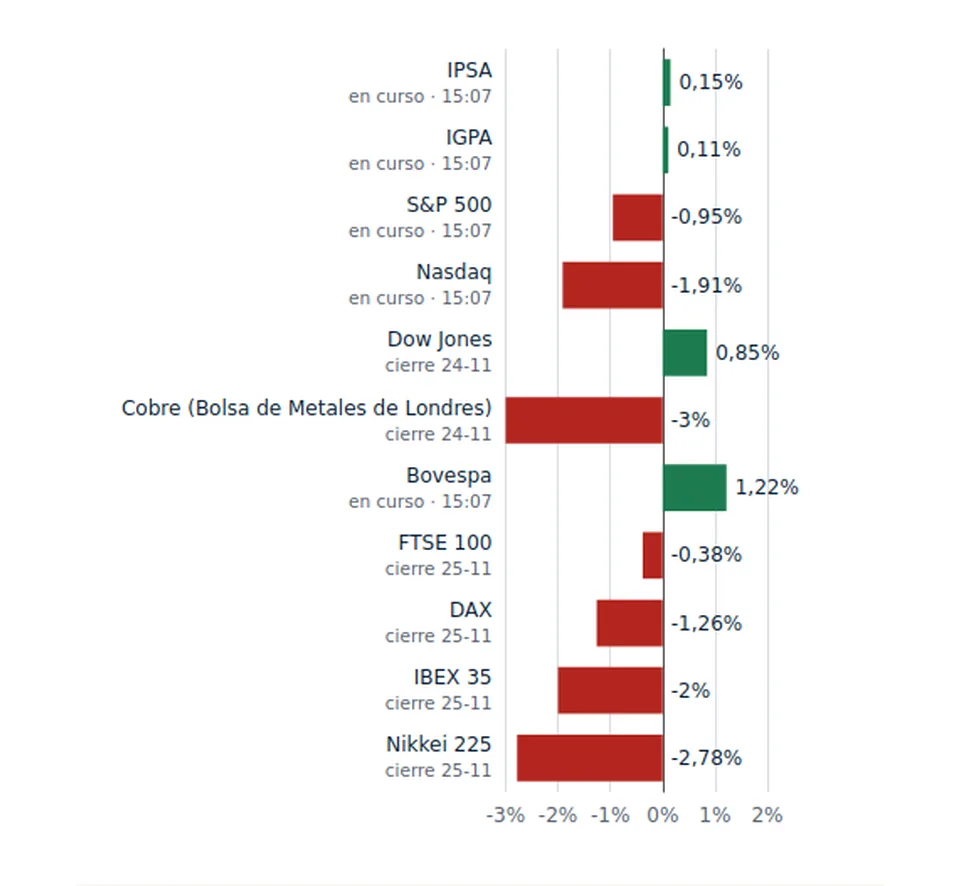 IPSA
en curso · 15:07
0,15%
IGPA
en curso · 15:07
0,11%
S&P 500
en curso · 15:07
-0,95%
Nasdaq
en curso · 15:07
-1,91%
Dow Jones
cierre 24-11
0,85%
Cobre (Bolsa de Metales de Londres)
cierre 24-11
-3%
Bovespa
en curso · 15:07
1,22%
FTSE 100
cierre 25-11
-0,38%
DAX
cierre 25-11
-1,26%
IBEX 35
cierre 25-11
-2%
Nikkei 225
cierre 25-11
-2,78%
-3% -2% -1% 0% 1% 2%